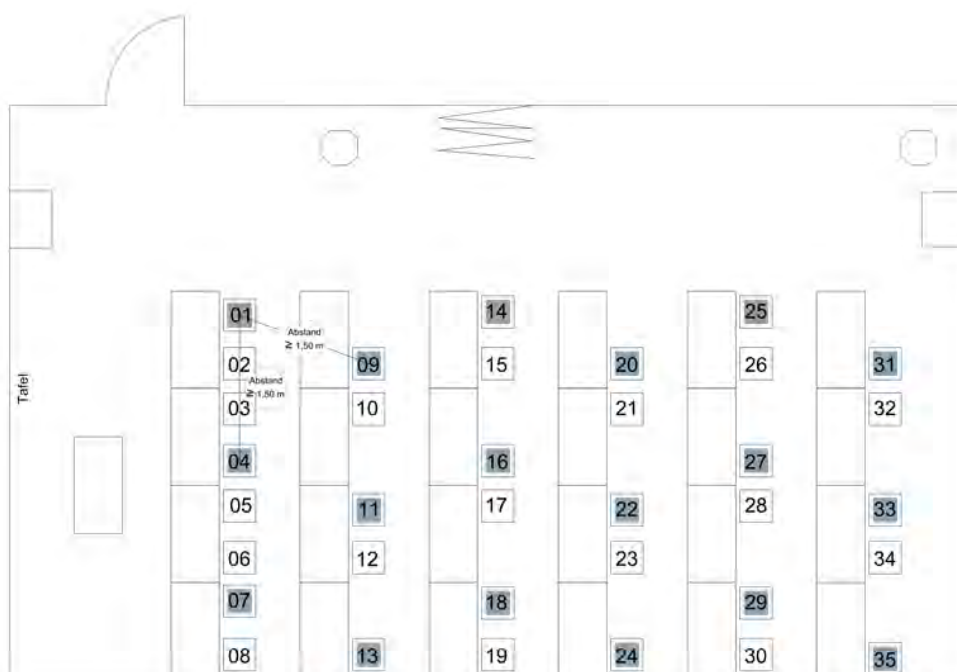 01 14 25
Abstand
≥ 1,50 m
02 09 15 20 26 31
Abstand
≥ 1,50 m
Tafel
03 10 21 32
04 16 27
05 11 17 22 28 33
06 12 23 34
07 18 29
08 13 19 24 30 35